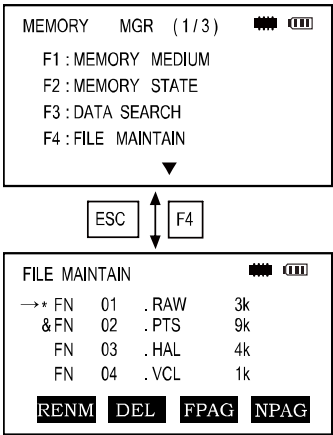 MEMORY MGR (1/3)
F1 : MEMORY MEDIUM
F2 : MEMORY STATE
F3 : DATA SEARCH
F4 : FILE MAINTAIN
▼
ESC F4
FILE MAINTAIN
→* FN 01 . RAW 3k
& FN 02 . PTS 9k
FN 03 . HAL 4k
FN 04 . VCL 1k
RENM DEL FPAG NPAG